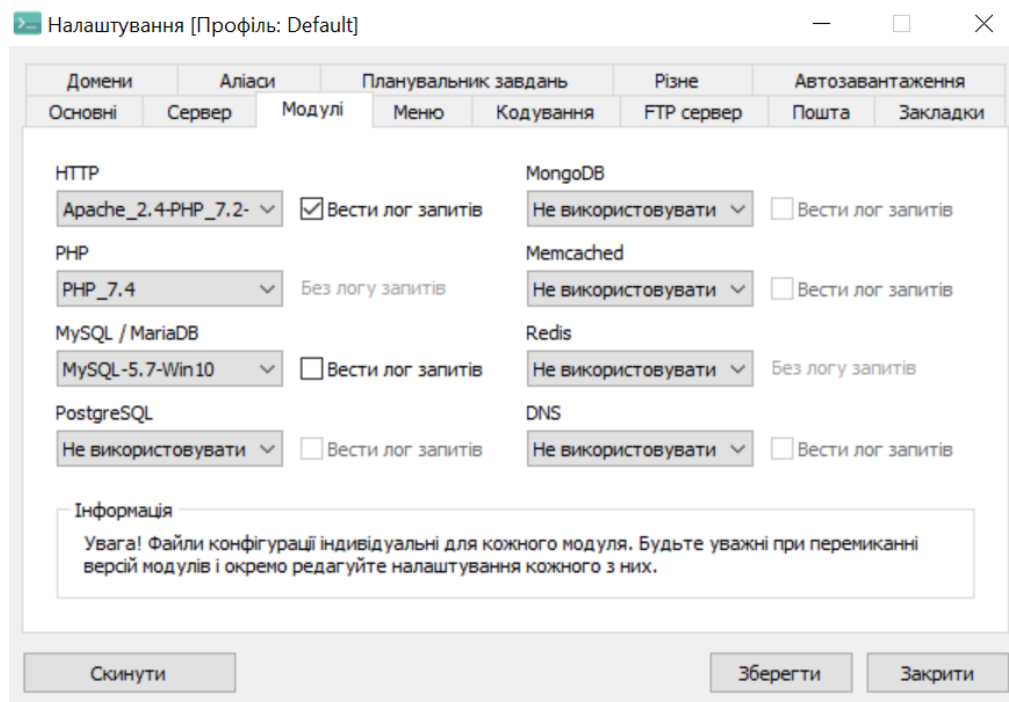 Налаштування [Профіль: Default]
Домени Аліаси Планувальник завдань Різне Автозавантаження
Основні Сервер Модулі Меню Кодування FTP сервер Пошта Закладки
HTTP
Apache_2.4-PHP_7.2- Вести лог запитів
PHP
PHP_7.4 Без логу запитів
MySQL / MariaDB
MySQL-5.7-Win10 Вести лог запитів
PostgreSQL
Не використовувати Вести лог запитів
MongoDB
Не використовувати Вести лог запитів
Memcached
Не використовувати Вести лог запитів
Redis
Не використовувати Без логу запитів
DNS
Не використовувати Вести лог запитів
Інформація
Увага! Файли конфігурації індивідуальні для кожного модуля. Будьте уважні при перемиканні
версій модулів і окремо редагуйте налаштування кожного з них.
Скинути Зберегти Закрити